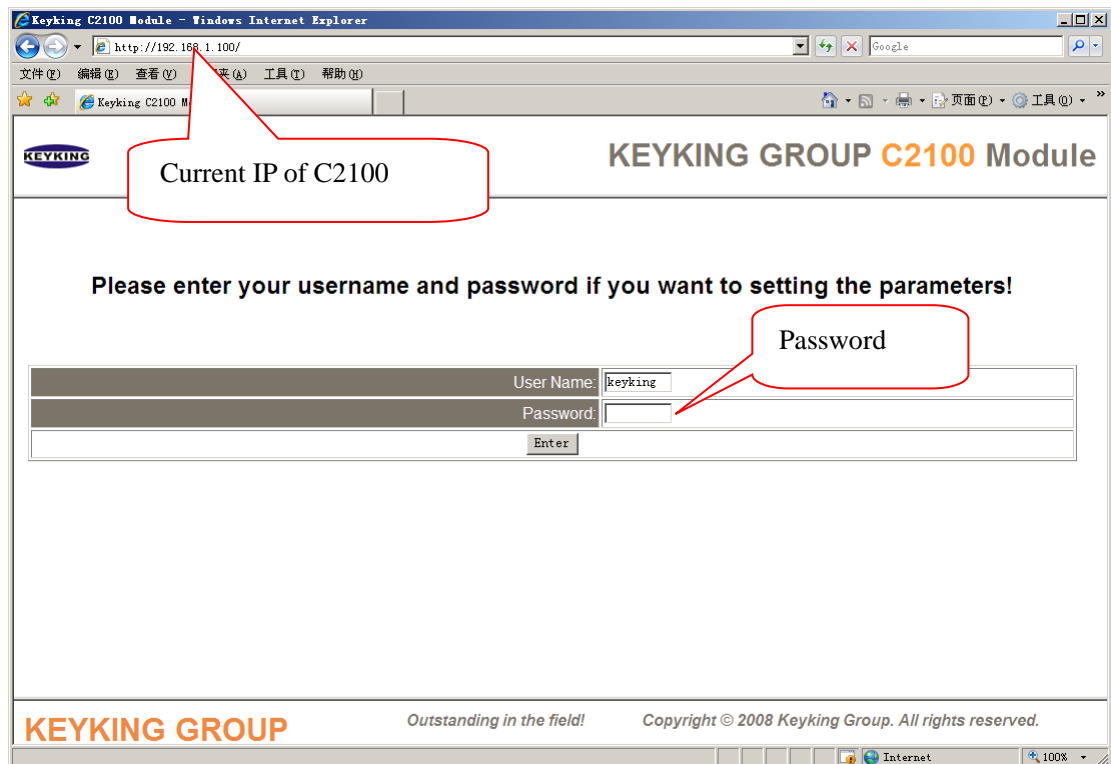 Keyking C2100 Module - Windows Internet Explorer
http://192.168.1.100/
Google
文件(F) 编辑(E) 查看(V) 夹(A) 工具(T) 帮助(H)
Keyking C2100 M
页面(P) 工具(O)
KEYKING
Current IP of C2100
KEYKING GROUP C2100 Module
Please enter your username and password if you want to setting the parameters!
Password
User Name: keyking
Password:
Enter
KEYKING GROUP
Outstanding in the field!
Copyright © 2008 Keyking Group. All rights reserved.
Internet
100%